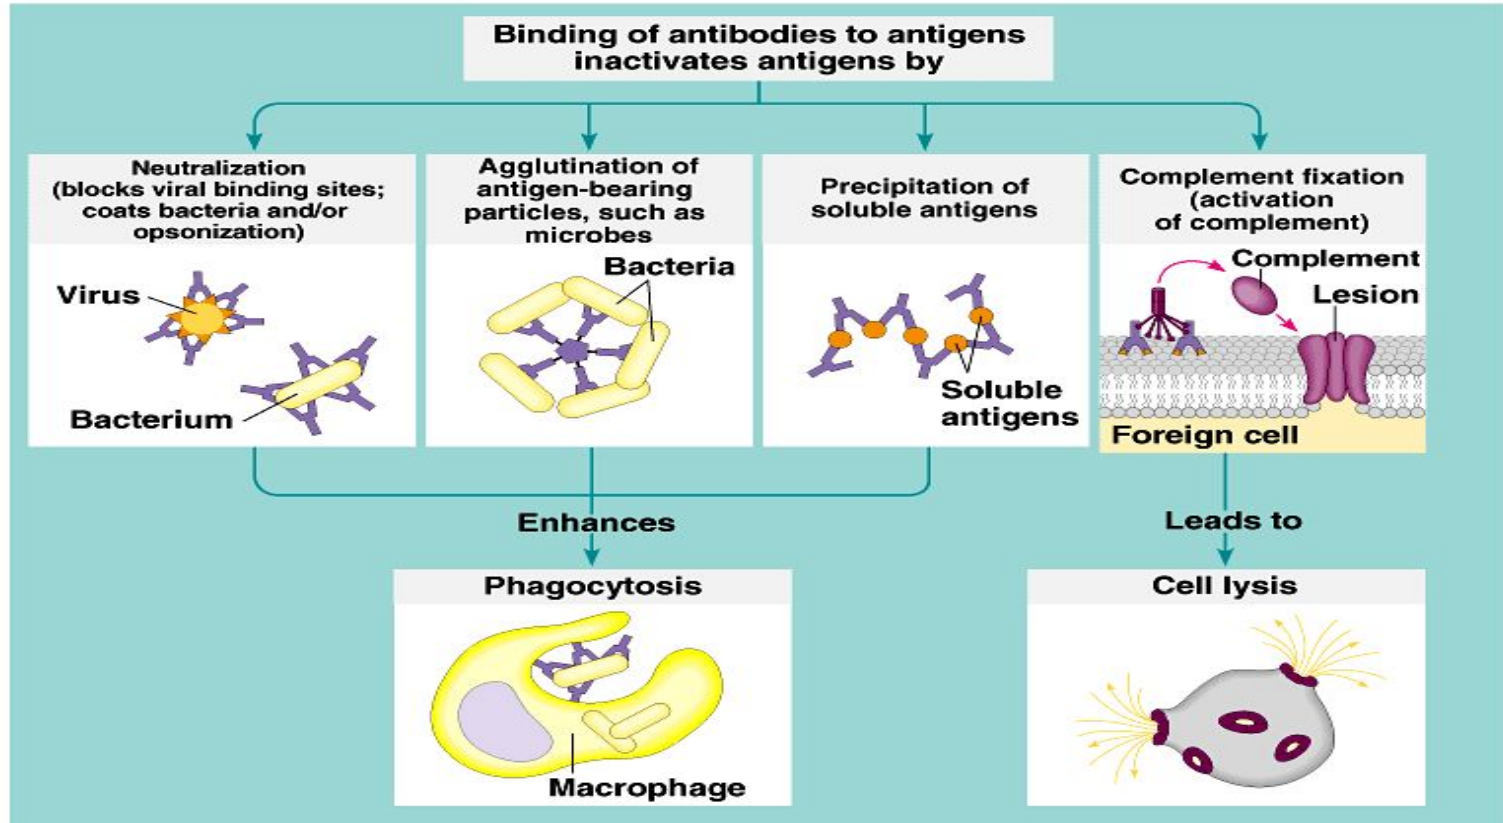 Binding of antibodies to antigens
inactivates antigens by
Neutralization
(blocks viral binding sites;
coats bacteria and/or
opsonization)
Virus
Bacterium
Agglutination of
antigen-bearing
particles, such as
microbes
Bacteria
Precipitation of
soluble antigens
Soluble
antigens
Complement fixation
(activation
of complement)
Complement
Lesion
Foreign cell
Enhances
Leads to
Phagocytosis
Macrophage
Cell lysis